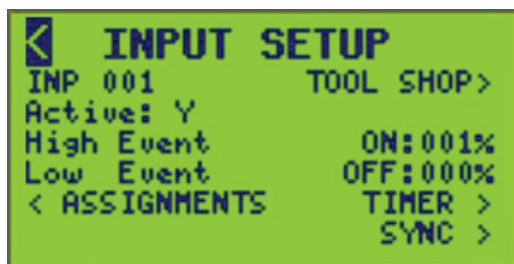 < INPUT SETUP
INP 001 TOOL SHOP>
Active: Y
High Event ON:001%
Low Event OFF:000%
< ASSIGNMENTS TIMER >
SYNC >